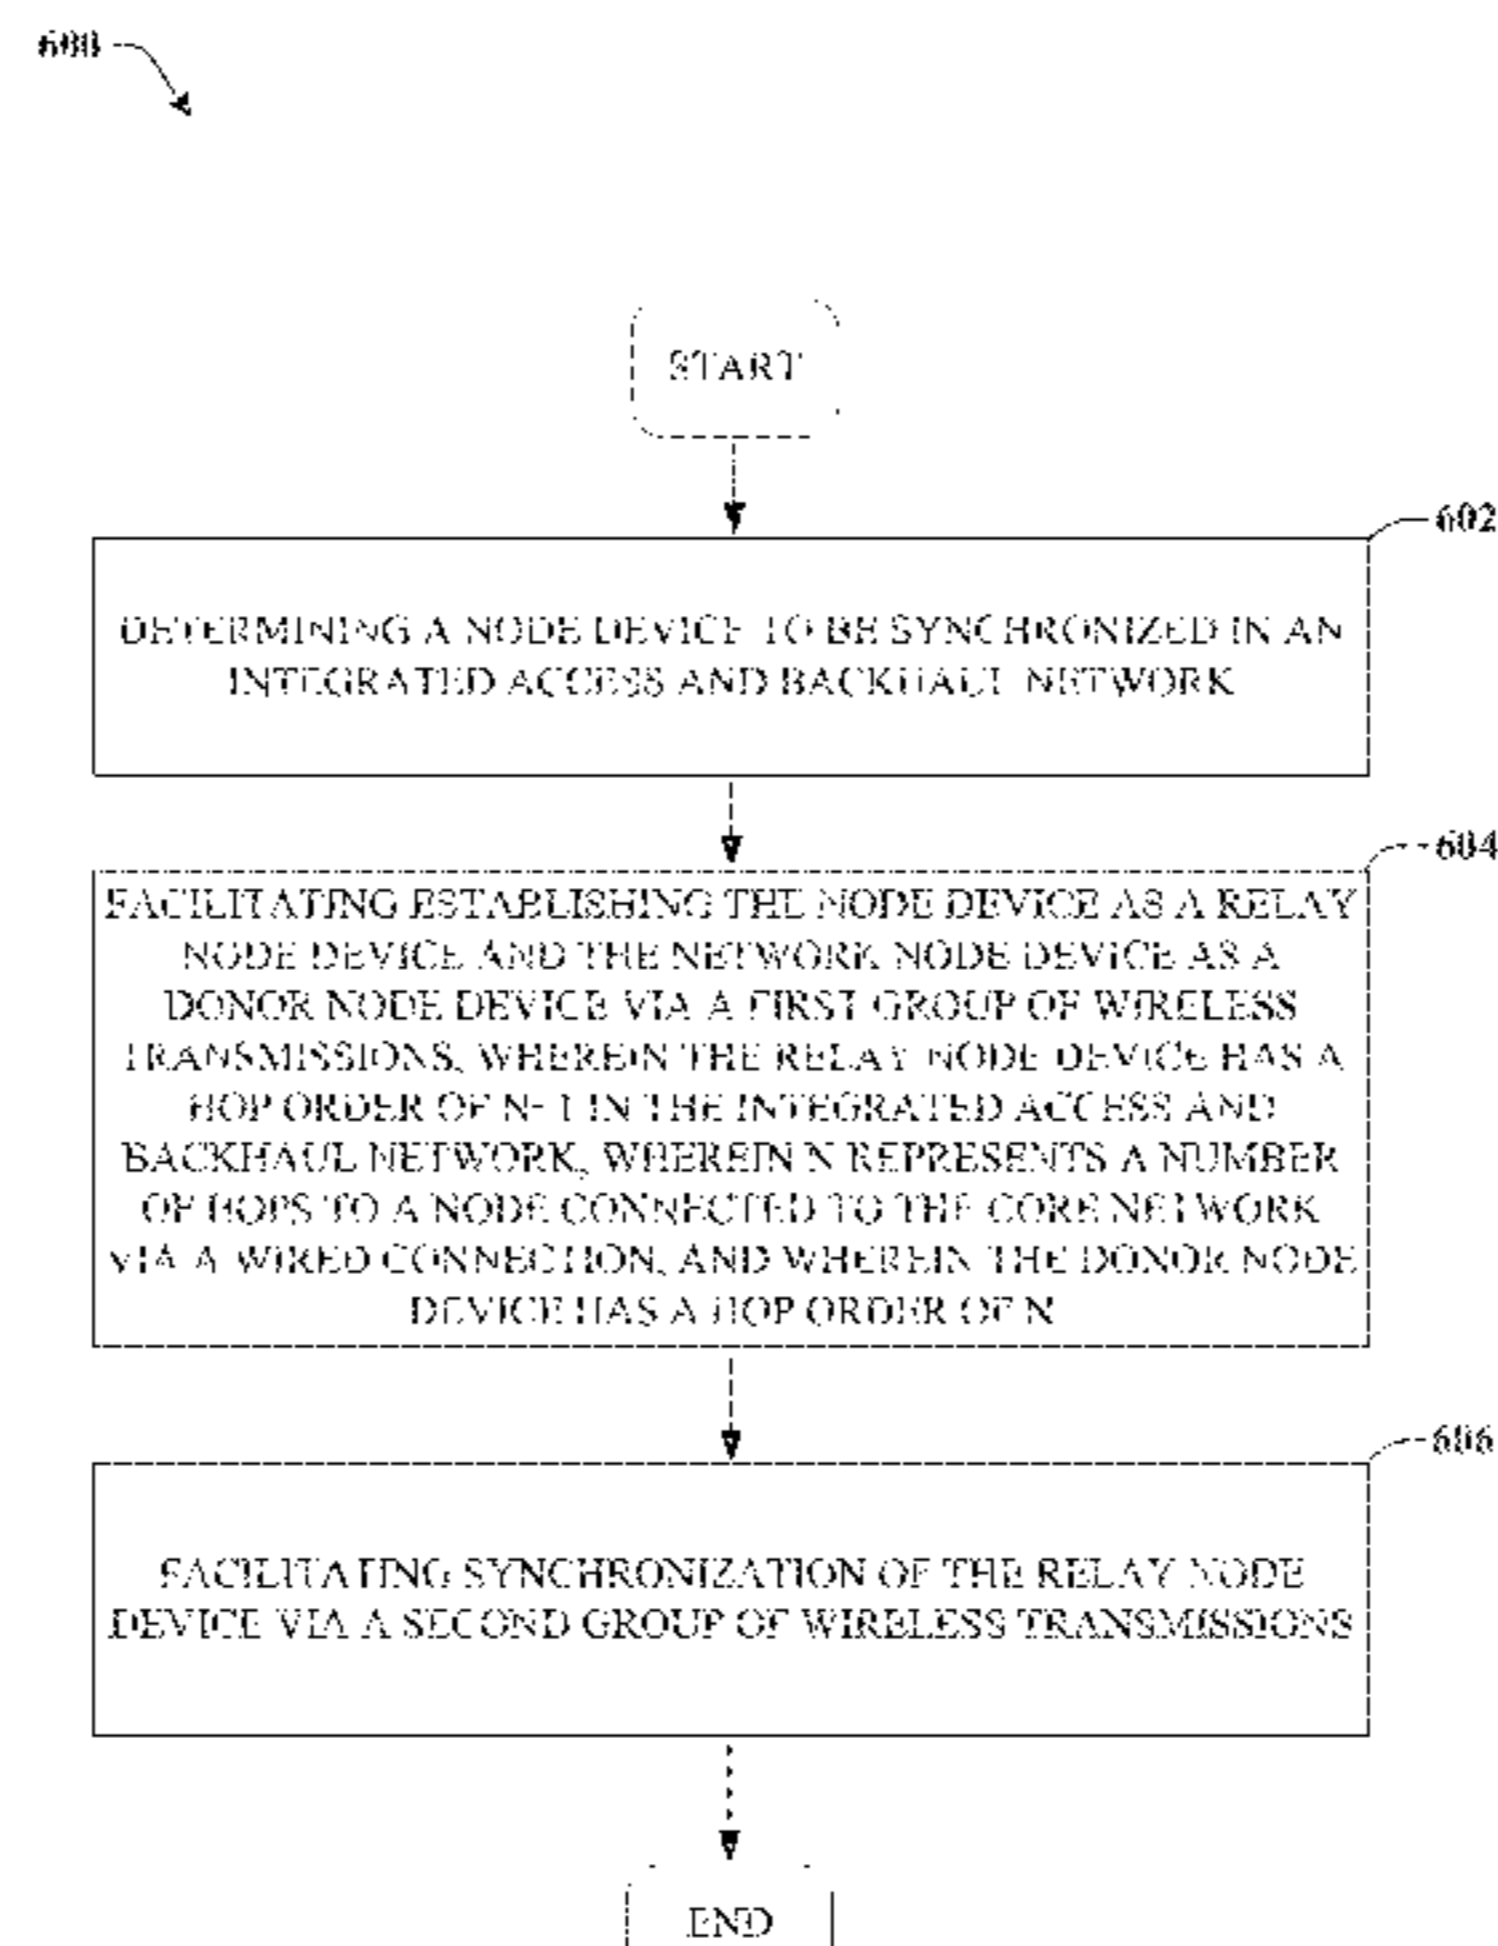 600
START
602
DETERMINING A NODE DEVICE TO BE SYNCHRONIZED IN AN
INTEGRATED ACCESS AND BACKHAUL NETWORK
604
FACILITATING ESTABLISHING THE NODE DEVICE AS A RELAY
NODE DEVICE AND THE NETWORK NODE DEVICE AS A
DONOR NODE DEVICE VIA A FIRST GROUP OF WIRELESS
TRANSMISSIONS, WHEREIN THE RELAY NODE DEVICE HAS A
HOP ORDER OF N+1 IN THE INTEGRATED ACCESS AND
BACKHAUL NETWORK, WHEREIN N REPRESENTS A NUMBER
OF HOPS TO A NODE CONNECTED TO THE CORE NETWORK
VIA A WIRED CONNECTION, AND WHEREIN THE DONOR NODE
DEVICE HAS A HOP ORDER OF N
606
FACILITATING SYNCHRONIZATION OF THE RELAY NODE
DEVICE VIA A SECOND GROUP OF WIRELESS TRANSMISSIONS
END